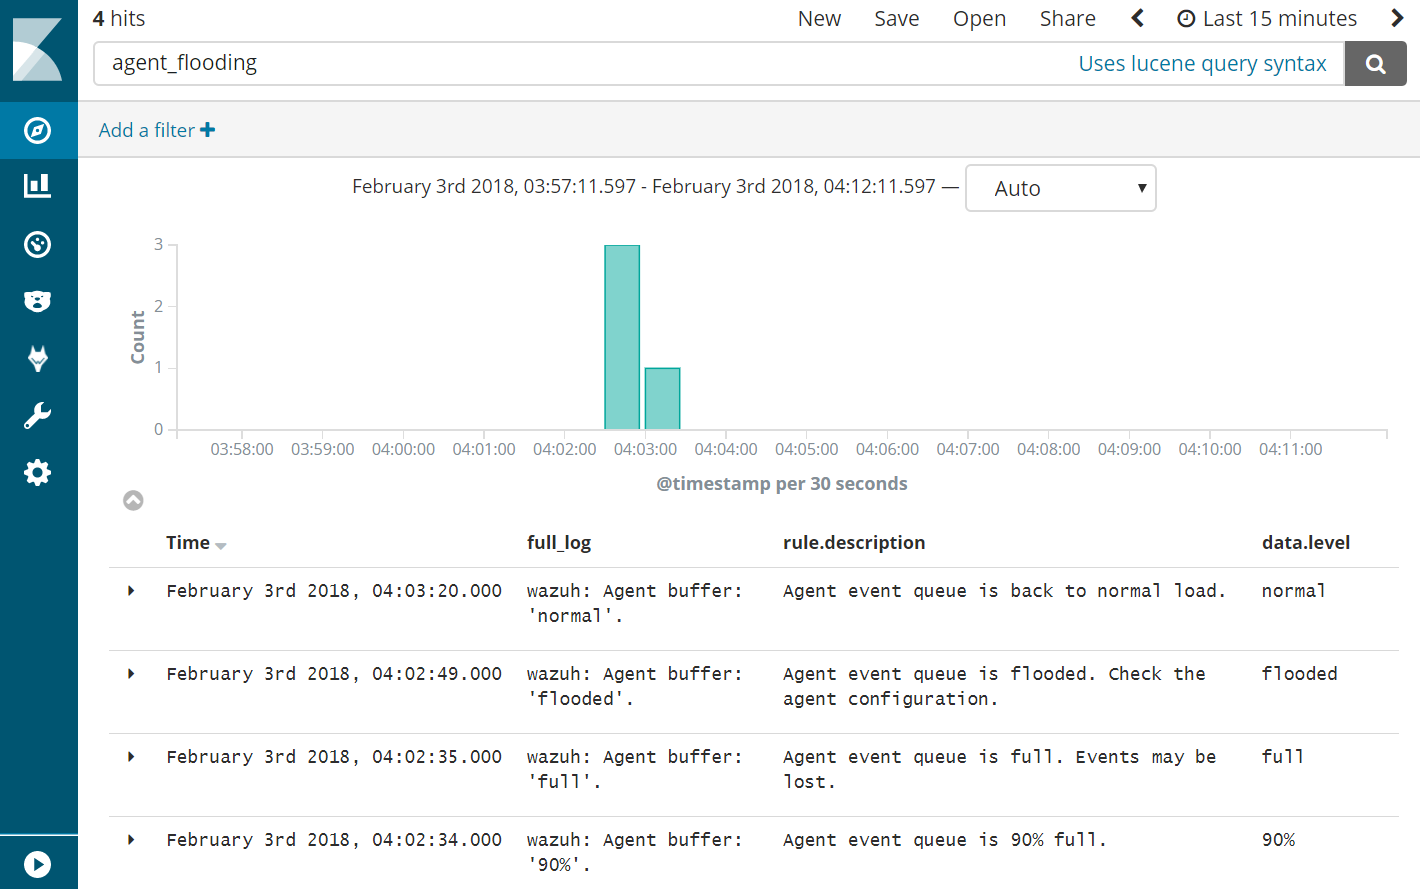 4 hits
New Save Open Share Last 15 minutes
agent_flooding
Uses lucene query syntax
Add a filter
February 3rd 2018, 03:57:11.597 - February 3rd 2018, 04:12:11.597 —
Auto
Count
3
2
1
0
03:58:00 03:59:00 04:00:00 04:01:00 04:02:00 04:03:00 04:04:00 04:05:00 04:06:00 04:07:00 04:08:00 04:09:00 04:10:00 04:11:00
@timestamp per 30 seconds
Time full_log rule.description data.level
February 3rd 2018, 04:03:20.000 wazuh: Agent buffer: Agent event queue is back to normal load. normal
'normal'.
February 3rd 2018, 04:02:49.000 wazuh: Agent buffer: Agent event queue is flooded. Check the flooded
'flooded'. agent configuration.
February 3rd 2018, 04:02:35.000 wazuh: Agent buffer: Agent event queue is full. Events may be full
'full'. lost.
February 3rd 2018, 04:02:34.000 wazuh: Agent buffer: Agent event queue is 90% full. 90%
'90%'.